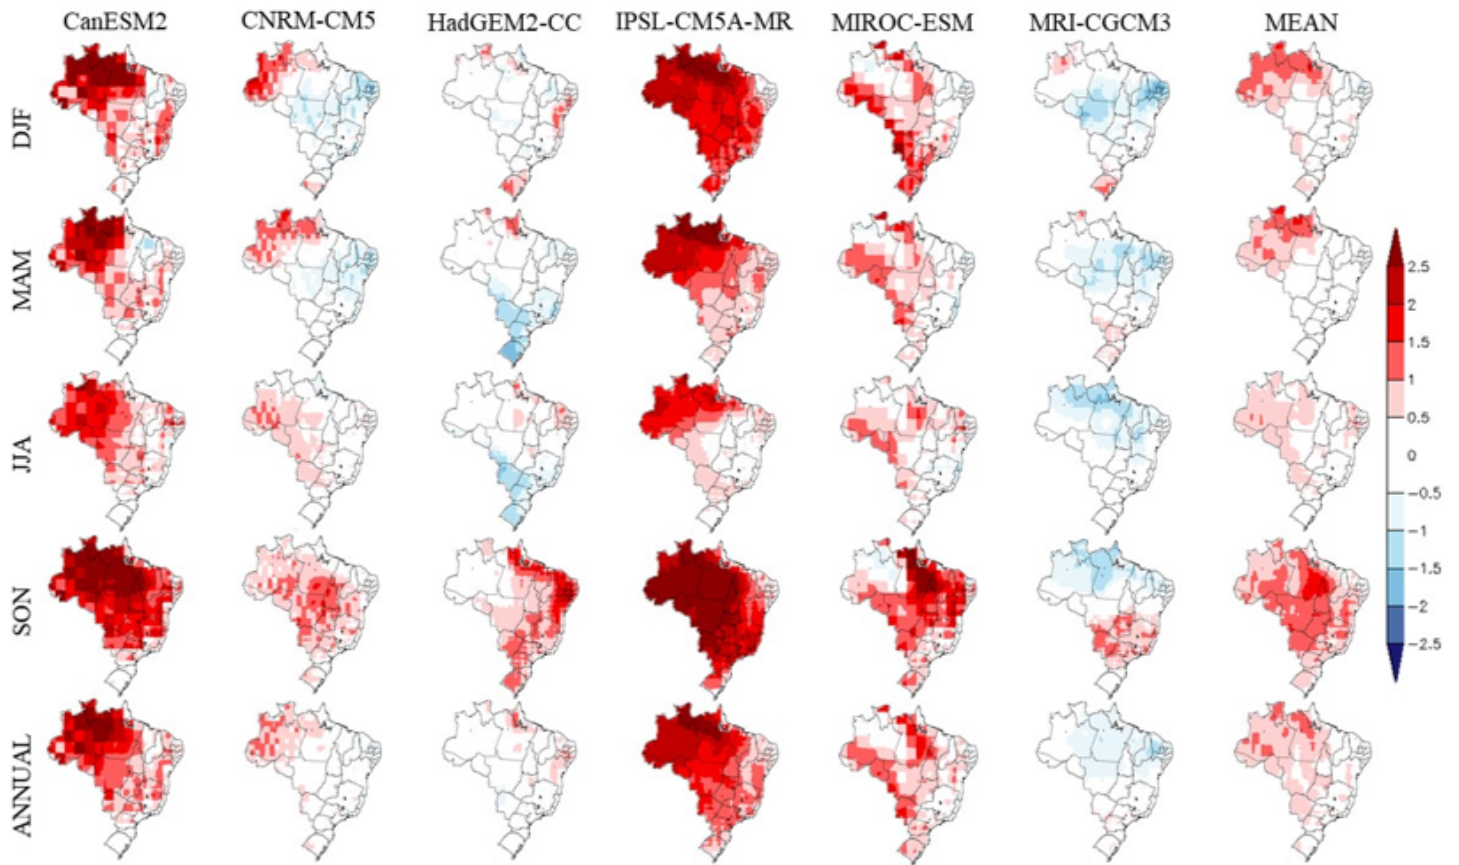 CanESM2 CNRM-CM5 HadGEM2-CC IPSL-CM5A-MR MIROC-ESM MRI-CGCM3 MEAN
DJF
MAM
JJA
SON
ANNUAL
2.5
2
1.5
1
0.5
0
−0.5
−1
−1.5
−2
−2.5